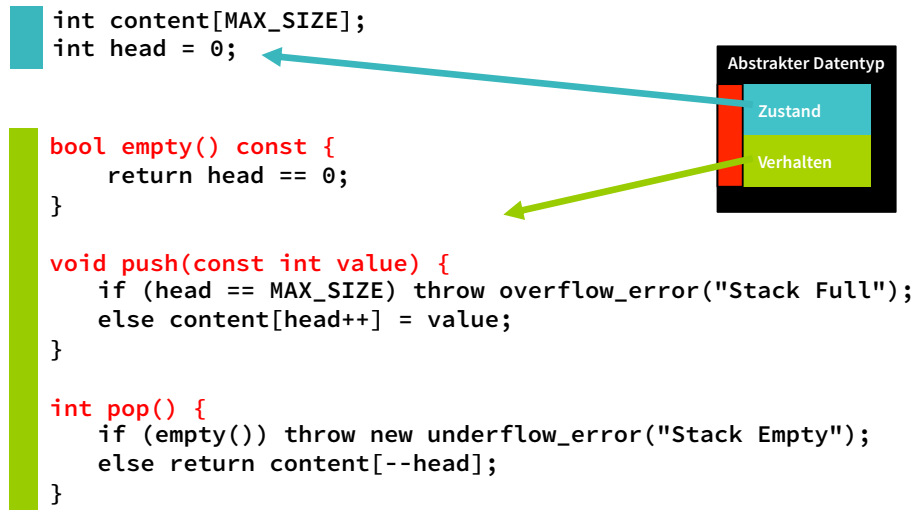 int content[MAX_SIZE];
int head = 0;
Abstrakter Datentyp
Zustand
Verhalten
bool empty() const {
    return head == 0;
}
void push(const int value) {
   if (head == MAX_SIZE) throw overflow_error("Stack Full");
   else content[head++] = value;
}
int pop() {
   if (empty()) throw new underflow_error("Stack Empty");
   else return content[--head];
}